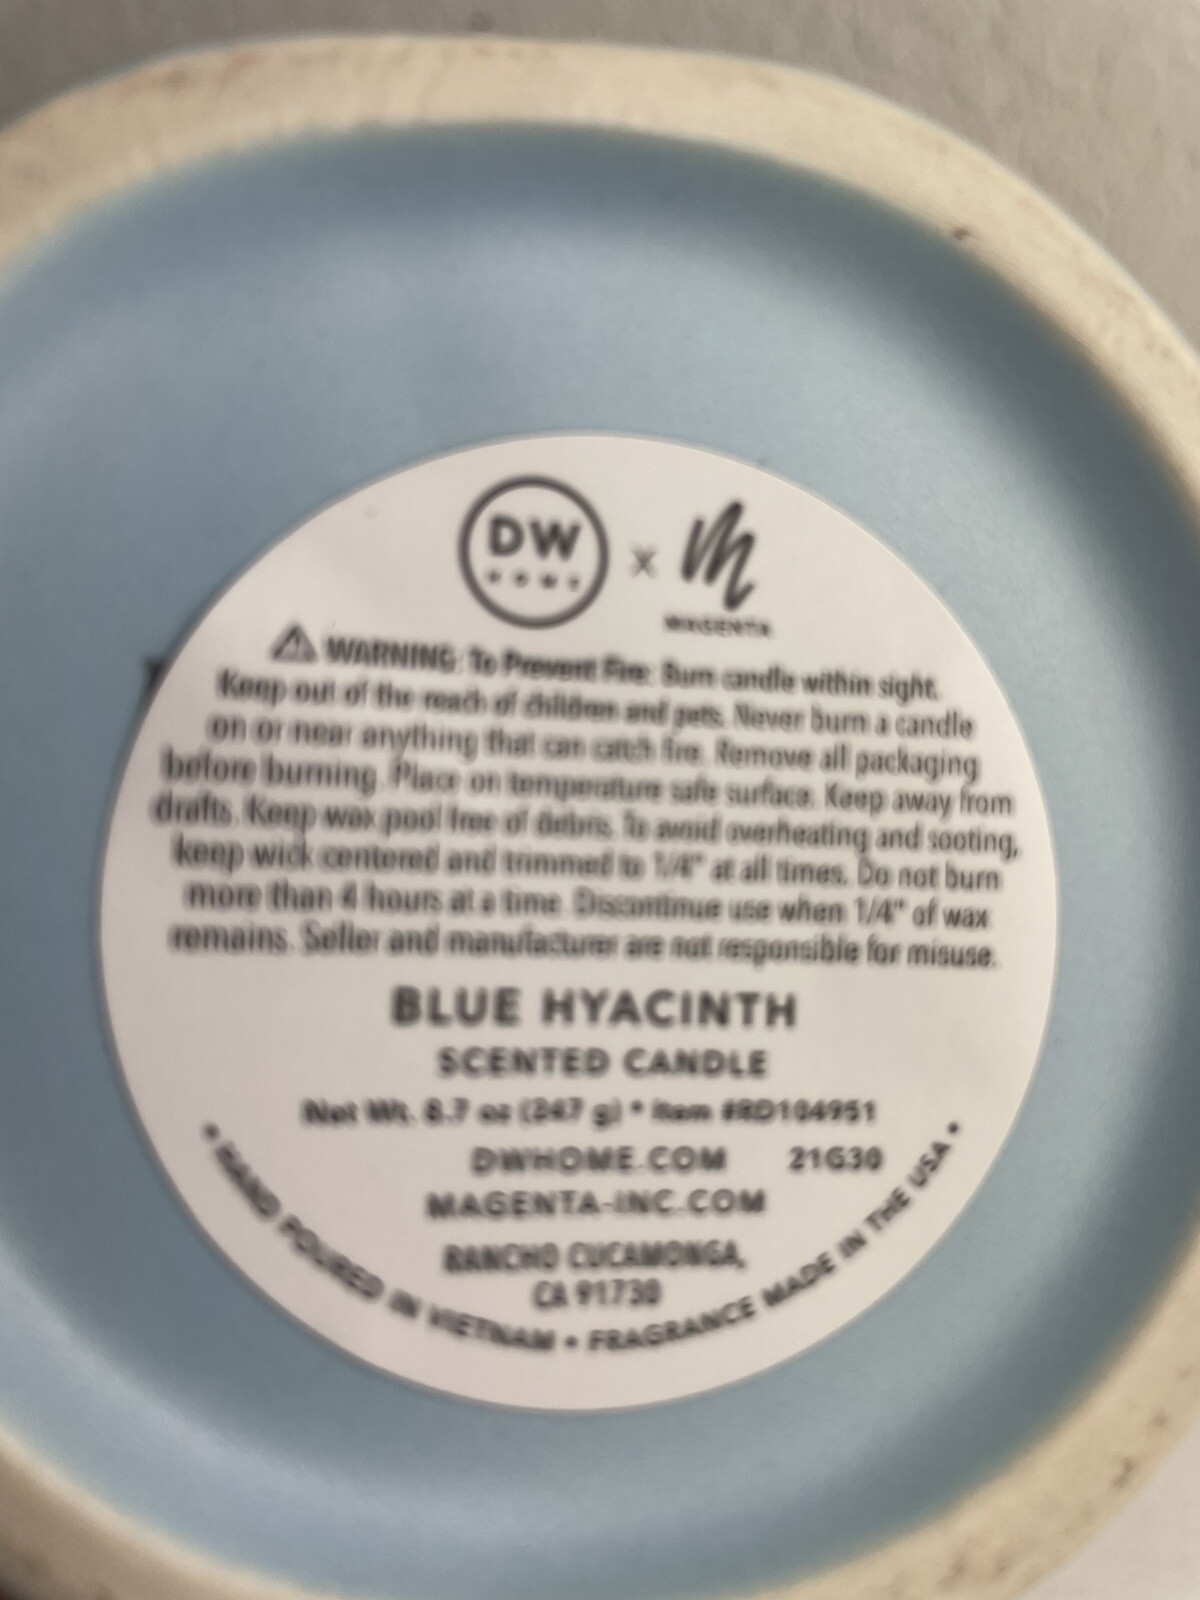 DW
HOME
X
m
MAGENTA
⚠ WARNING: To Prevent Fire: Burn candle within sight.
Keep out of the reach of children and pets. Never burn a candle
on or near anything that can catch fire. Remove all packaging
before burning. Place on temperature safe surface. Keep away from
drafts. Keep wax pool free of debris. To avoid overheating and sooting,
keep wick centered and trimmed to 1/4" at all times. Do not burn
more than 4 hours at a time. Discontinue use when 1/4" of wax
remains. Seller and manufacturer are not responsible for misuse.
BLUE HYACINTH
SCENTED CANDLE
Net Wt. 8.7 oz (247 g) * Item #RD104951
DWHOME.COM 21G30
MAGENTA-INC.COM
RANCHO CUCAMONGA,
CA 91730
• HAND POURED IN VIETNAM • FRAGRANCE MADE IN THE USA •